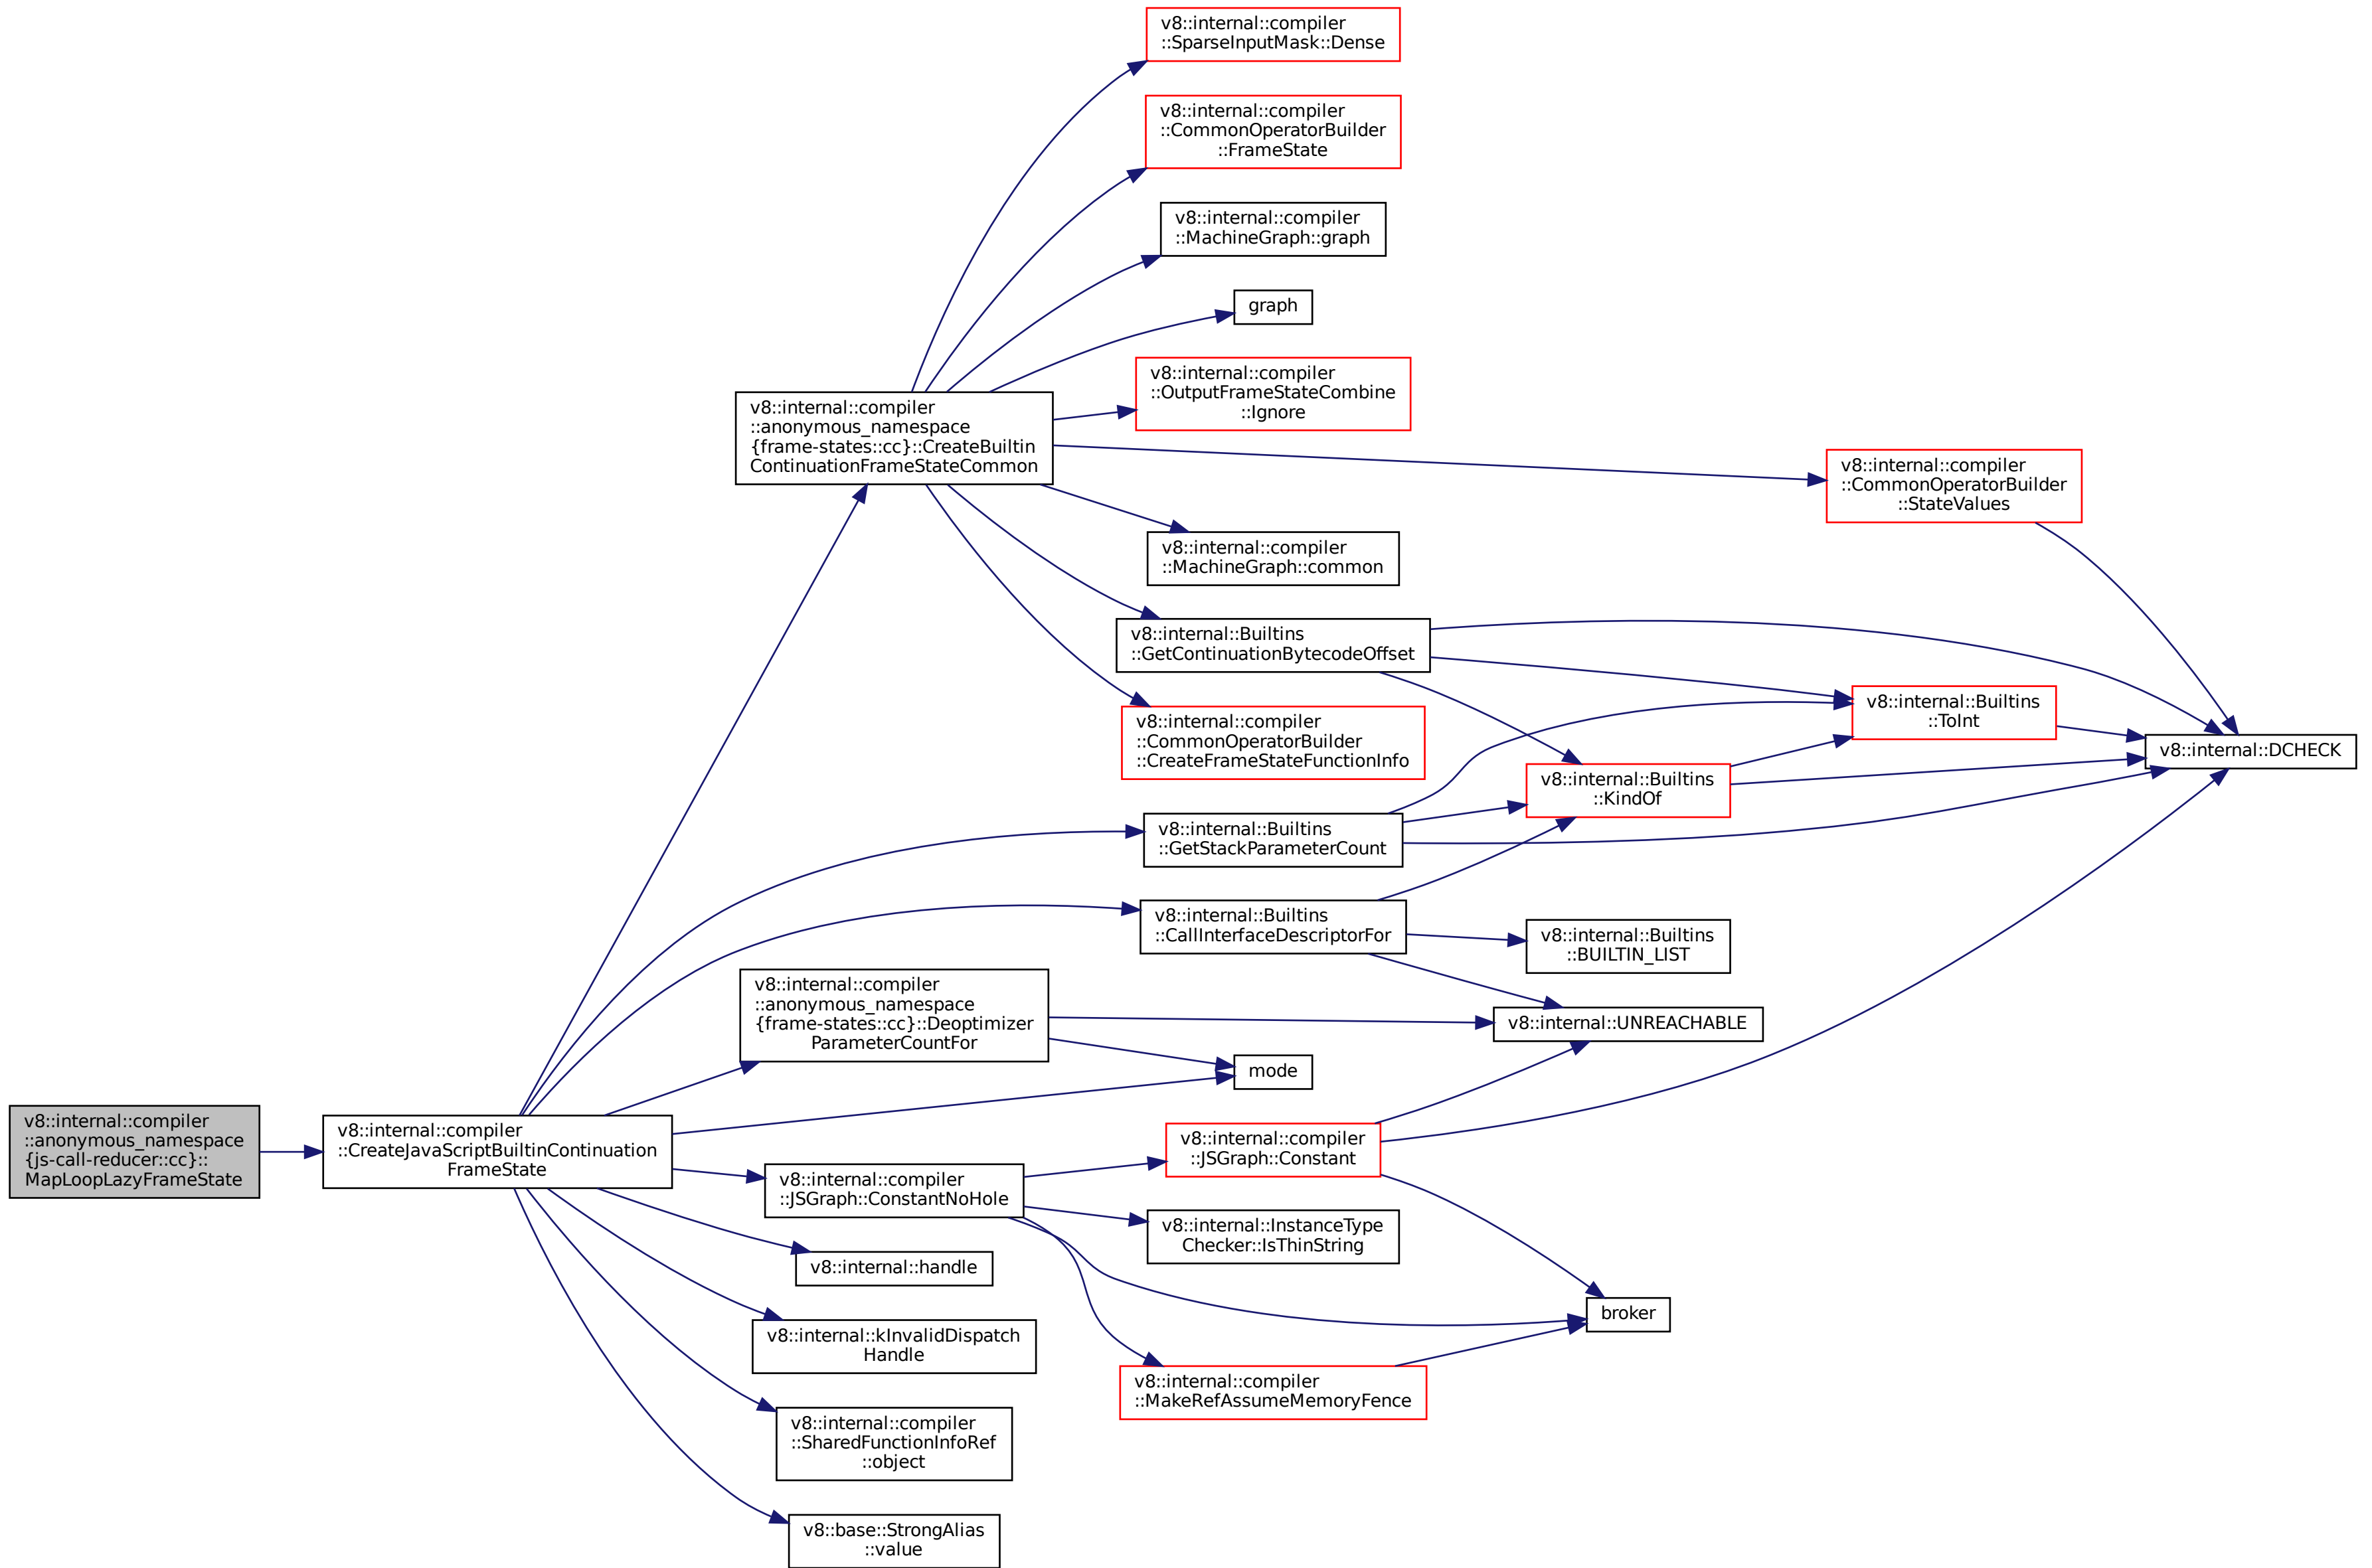 v8::internal::compiler
::SparseInputMask::Dense
v8::internal::compiler
::CommonOperatorBuilder
::FrameState
v8::internal::compiler
::MachineGraph::graph
graph
v8::internal::compiler
::OutputFrameStateCombine
::Ignore
v8::internal::compiler
::anonymous_namespace
{frame-states::cc}::CreateBuiltin
ContinuationFrameStateCommon
v8::internal::compiler
::CommonOperatorBuilder
::StateValues
v8::internal::compiler
::MachineGraph::common
v8::internal::Builtins
::GetContinuationBytecodeOffset
v8::internal::compiler
::CommonOperatorBuilder
::CreateFrameStateFunctionInfo
v8::internal::Builtins
::ToInt
v8::internal::DCHECK
v8::internal::Builtins
::KindOf
v8::internal::Builtins
::GetStackParameterCount
v8::internal::Builtins
::CallInterfaceDescriptorFor
v8::internal::Builtins
::BUILTIN_LIST
v8::internal::compiler
::anonymous_namespace
{frame-states::cc}::Deoptimizer
ParameterCountFor
v8::internal::UNREACHABLE
mode
v8::internal::compiler
::anonymous_namespace
{js-call-reducer::cc}::
MapLoopLazyFrameState
v8::internal::compiler
::CreateJavaScriptBuiltinContinuation
FrameState
v8::internal::compiler
::JSGraph::Constant
v8::internal::compiler
::JSGraph::ConstantNoHole
v8::internal::InstanceType
Checker::IsThinString
v8::internal::handle
broker
v8::internal::kInvalidDispatch
Handle
v8::internal::compiler
::MakeRefAssumeMemoryFence
v8::internal::compiler
::SharedFunctionInfoRef
::object
v8::base::StrongAlias
::value